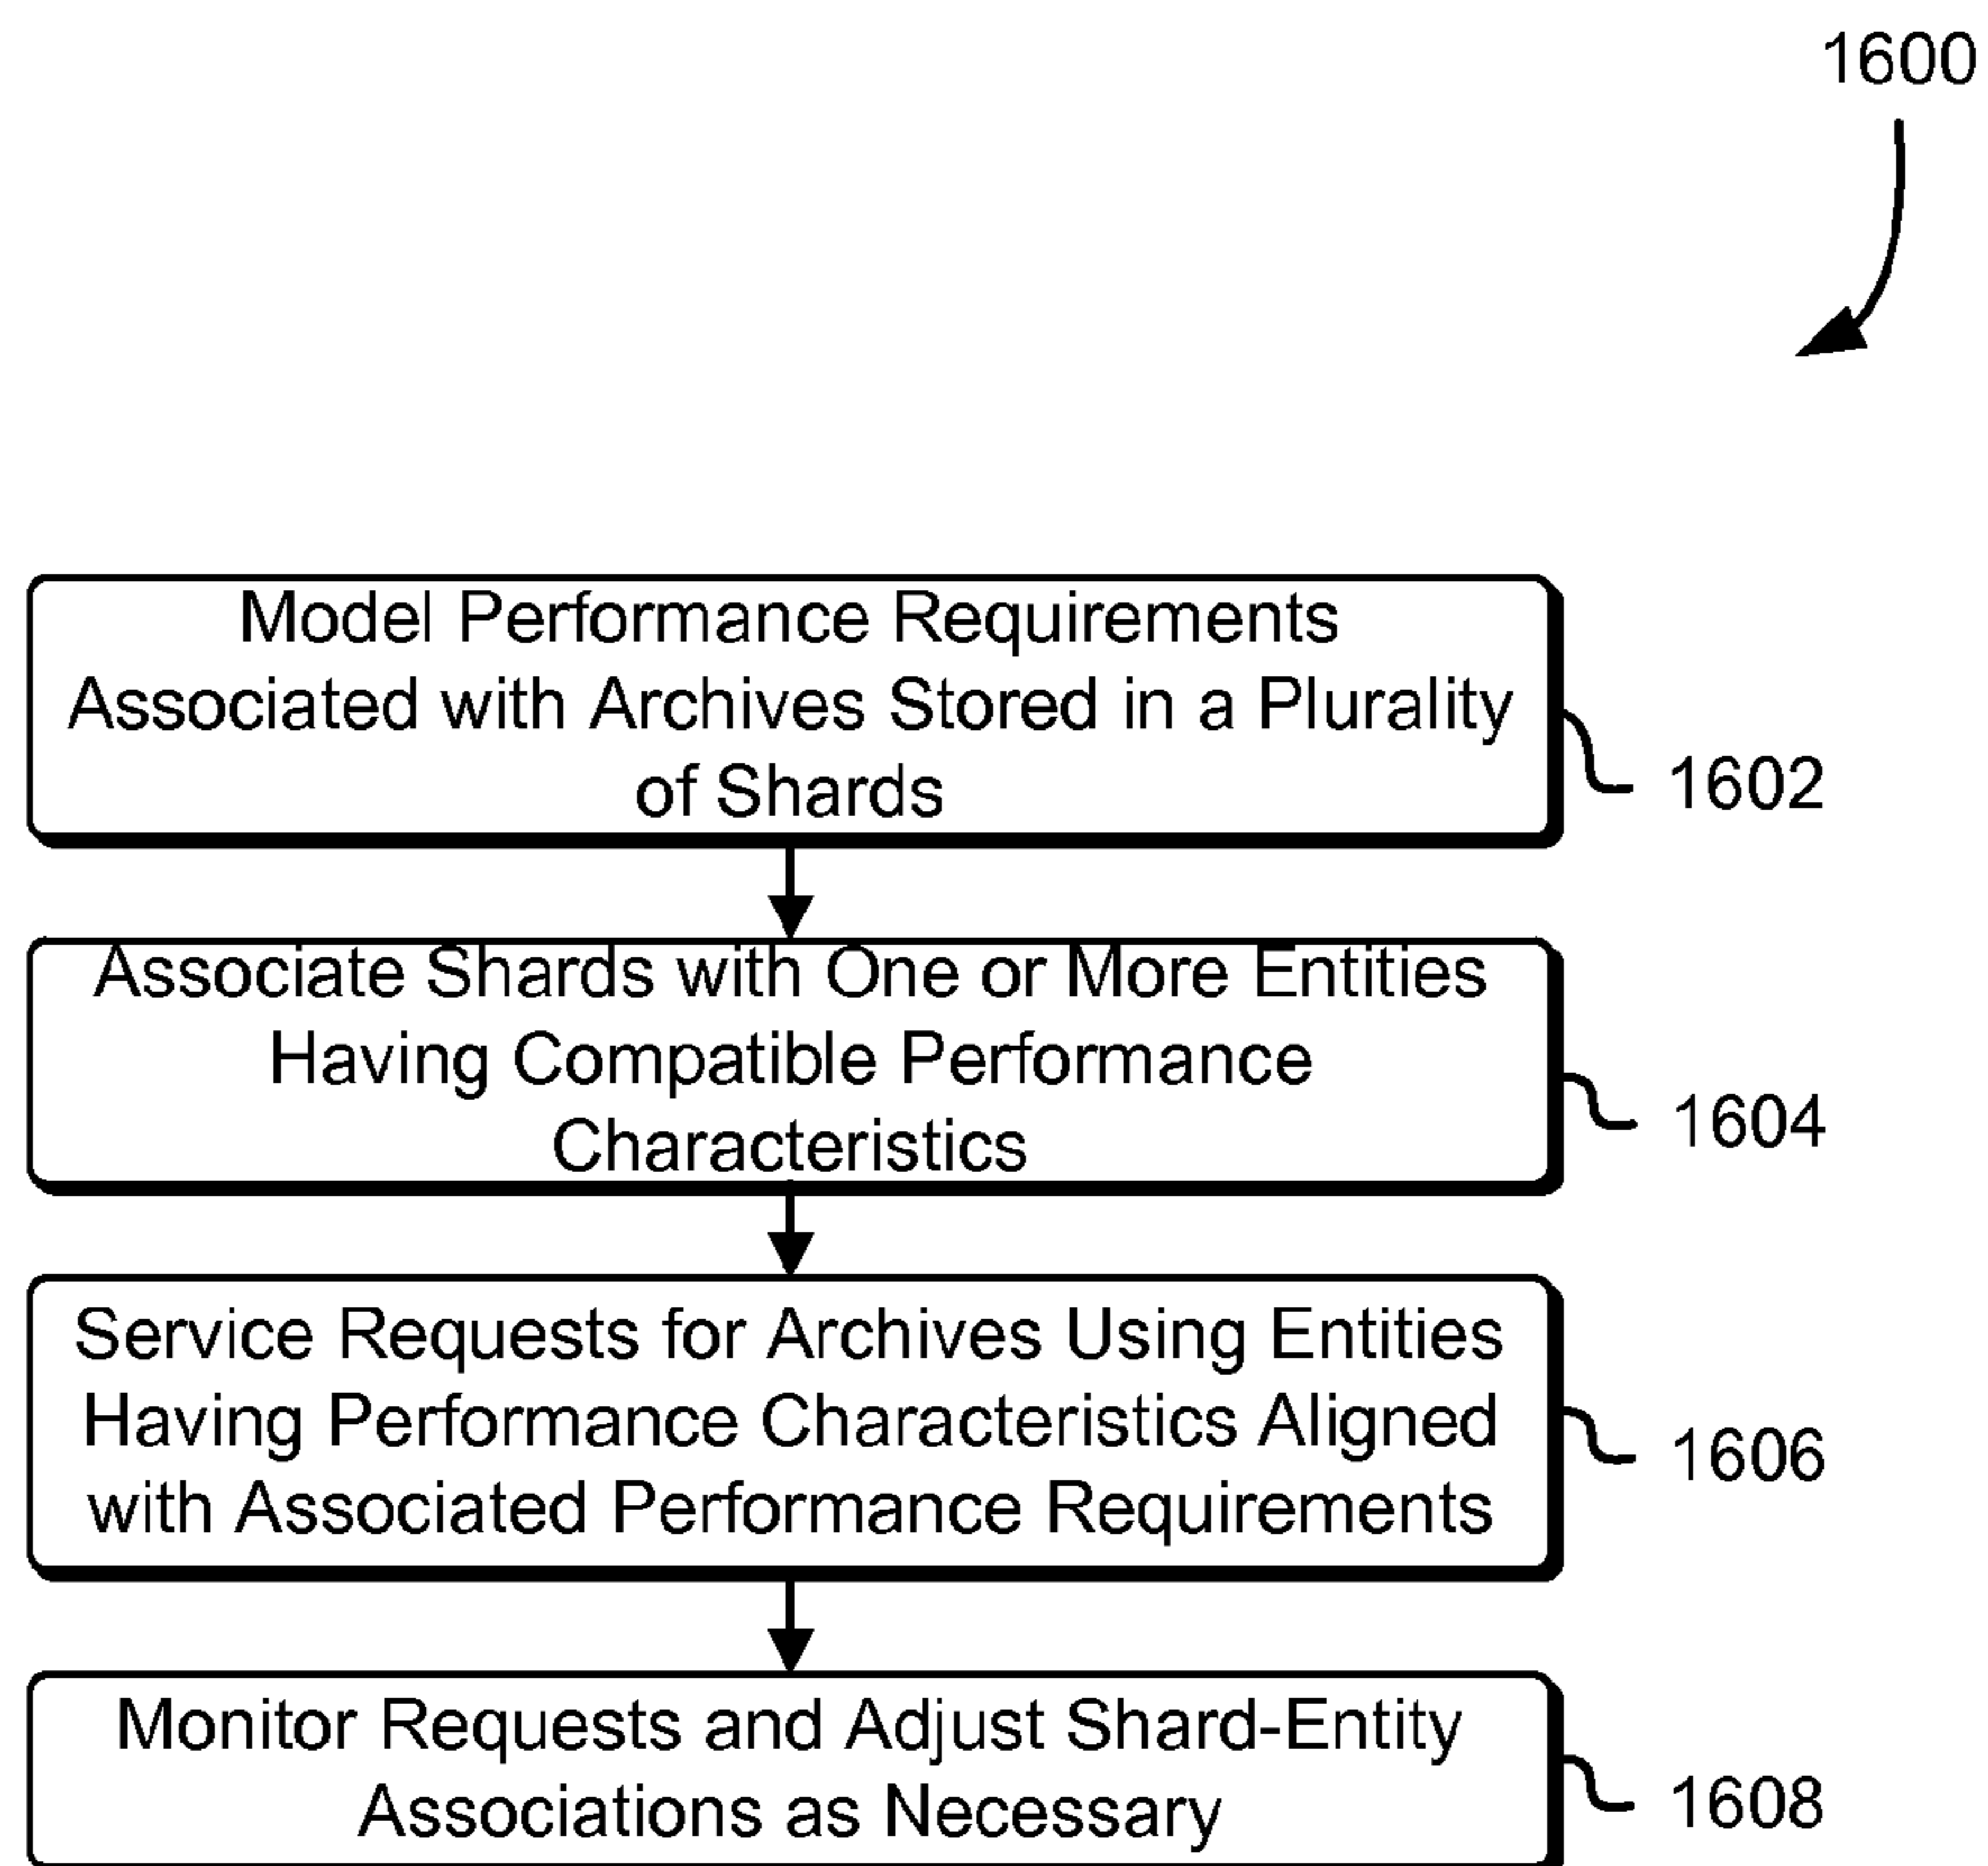 1600
Model Performance Requirements
Associated with Archives Stored in a Plurality
of Shards
1602
Associate Shards with One or More Entities
Having Compatible Performance
Characteristics
1604
Service Requests for Archives Using Entities
Having Performance Characteristics Aligned
with Associated Performance Requirements
1606
Monitor Requests and Adjust Shard-Entity
Associations as Necessary
1608